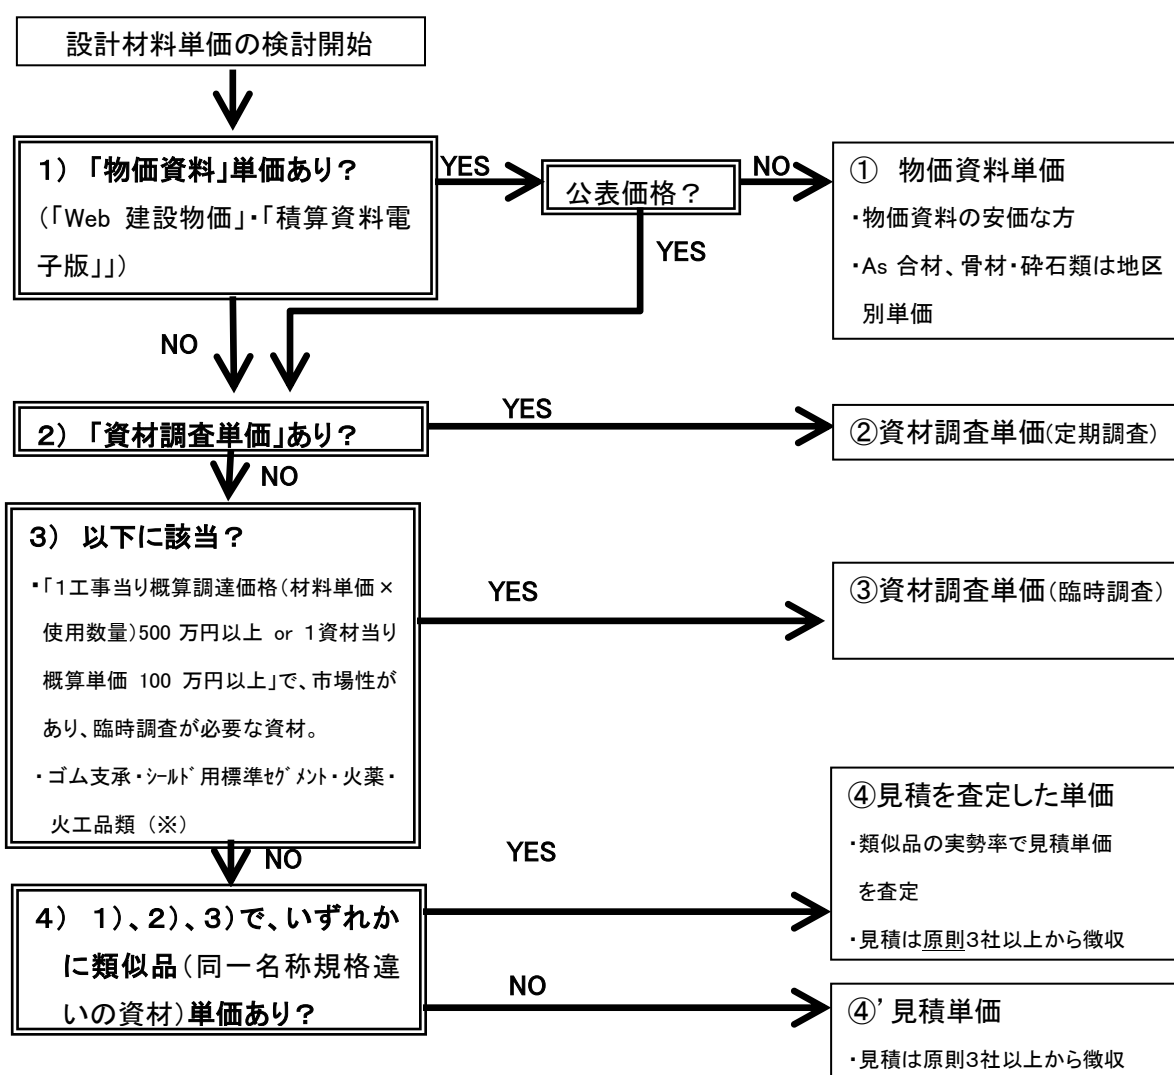 設計材料単価の検討開始
1) 「物価資料」単価あり?
(「Web 建設物価」・「積算資料電
子版」」)
YES
公表価格?
NO
① 物価資料単価
・物価資料の安価な方
・As 合材、骨材・砕石類は地区
別単価
YES
NO
2) 「資材調査単価」あり?
YES
②資材調査単価(定期調査)
NO
3) 以下に該当?
・「1工事当り概算調達価格(材料単価×
使用数量)500 万円以上 or 1資材当り
概算単価 100 万円以上」で、市場性が
あり、臨時調査が必要な資材。
・ゴム支承・シールド用標準セグメント・火薬・
火工品類 (※)
YES
③資材調査単価(臨時調査)
NO
4) 1)、2)、3)で、いずれか
に類似品(同一名称規格違
いの資材)単価あり?
YES
④見積を査定した単価
・類似品の実勢率で見積単価
を査定
・見積は原則3社以上から徴収
NO
④’見積単価
・見積は原則3社以上から徴収